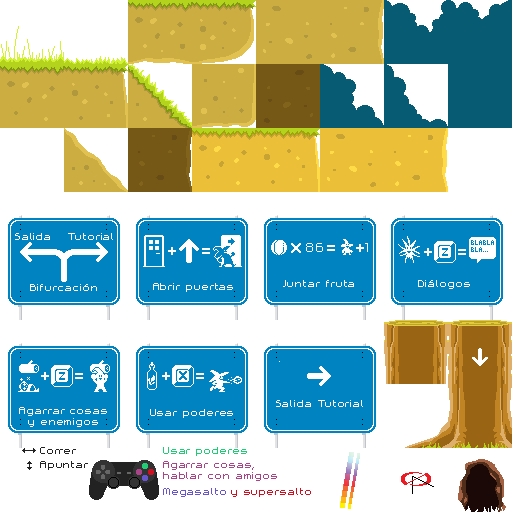 Salida Tutorial
Bifurcación
+ =
Abrir puertas
× 86 = +1
Juntar fruta
+ Z =
BLABLA
BLA...
Diálogos
+ Z =
Agarrar cosas
y enemigos
+ X =
Usar poderes
Salida Tutorial
Correr
Apuntar
Usar poderes
Agarrar cosas,
hablar con amigos
Megasalto y supersalto